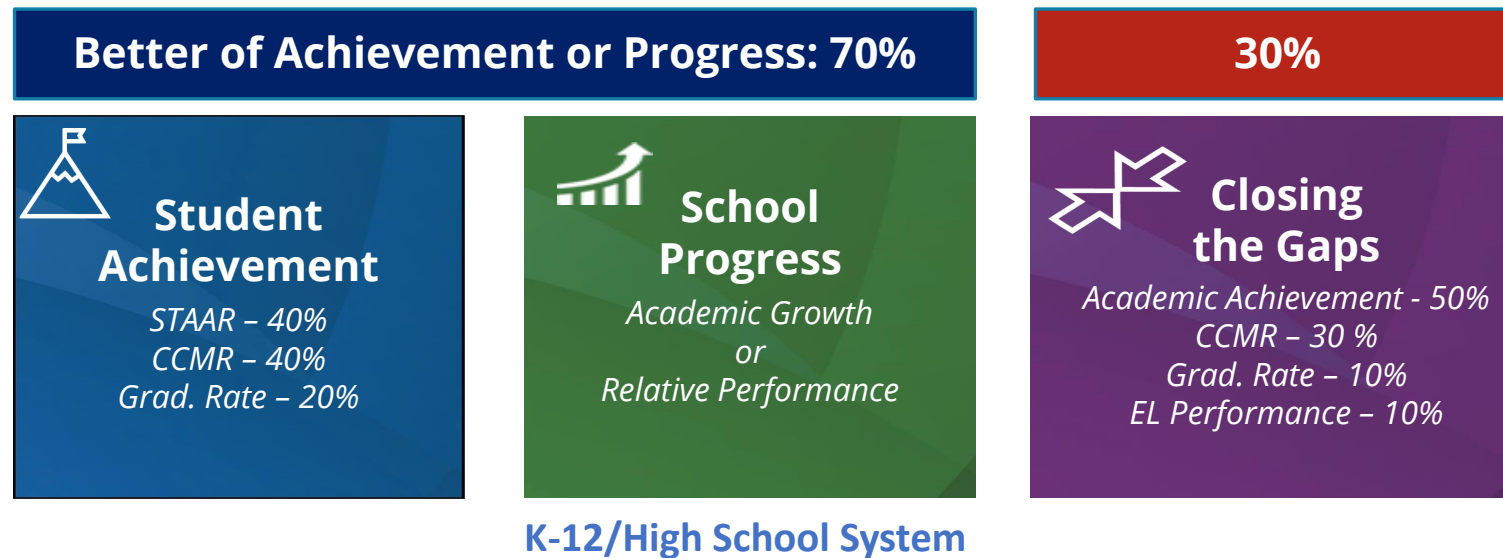 Better of Achievement or Progress: 70%
30%
Student
Achievement
STAAR – 40%
CCMR – 40%
Grad. Rate – 20%
School
Progress
Academic Growth
or
Relative Performance
Closing
the Gaps
Academic Achievement - 50%
CCMR – 30 %
Grad. Rate – 10%
EL Performance – 10%
K-12/High School System